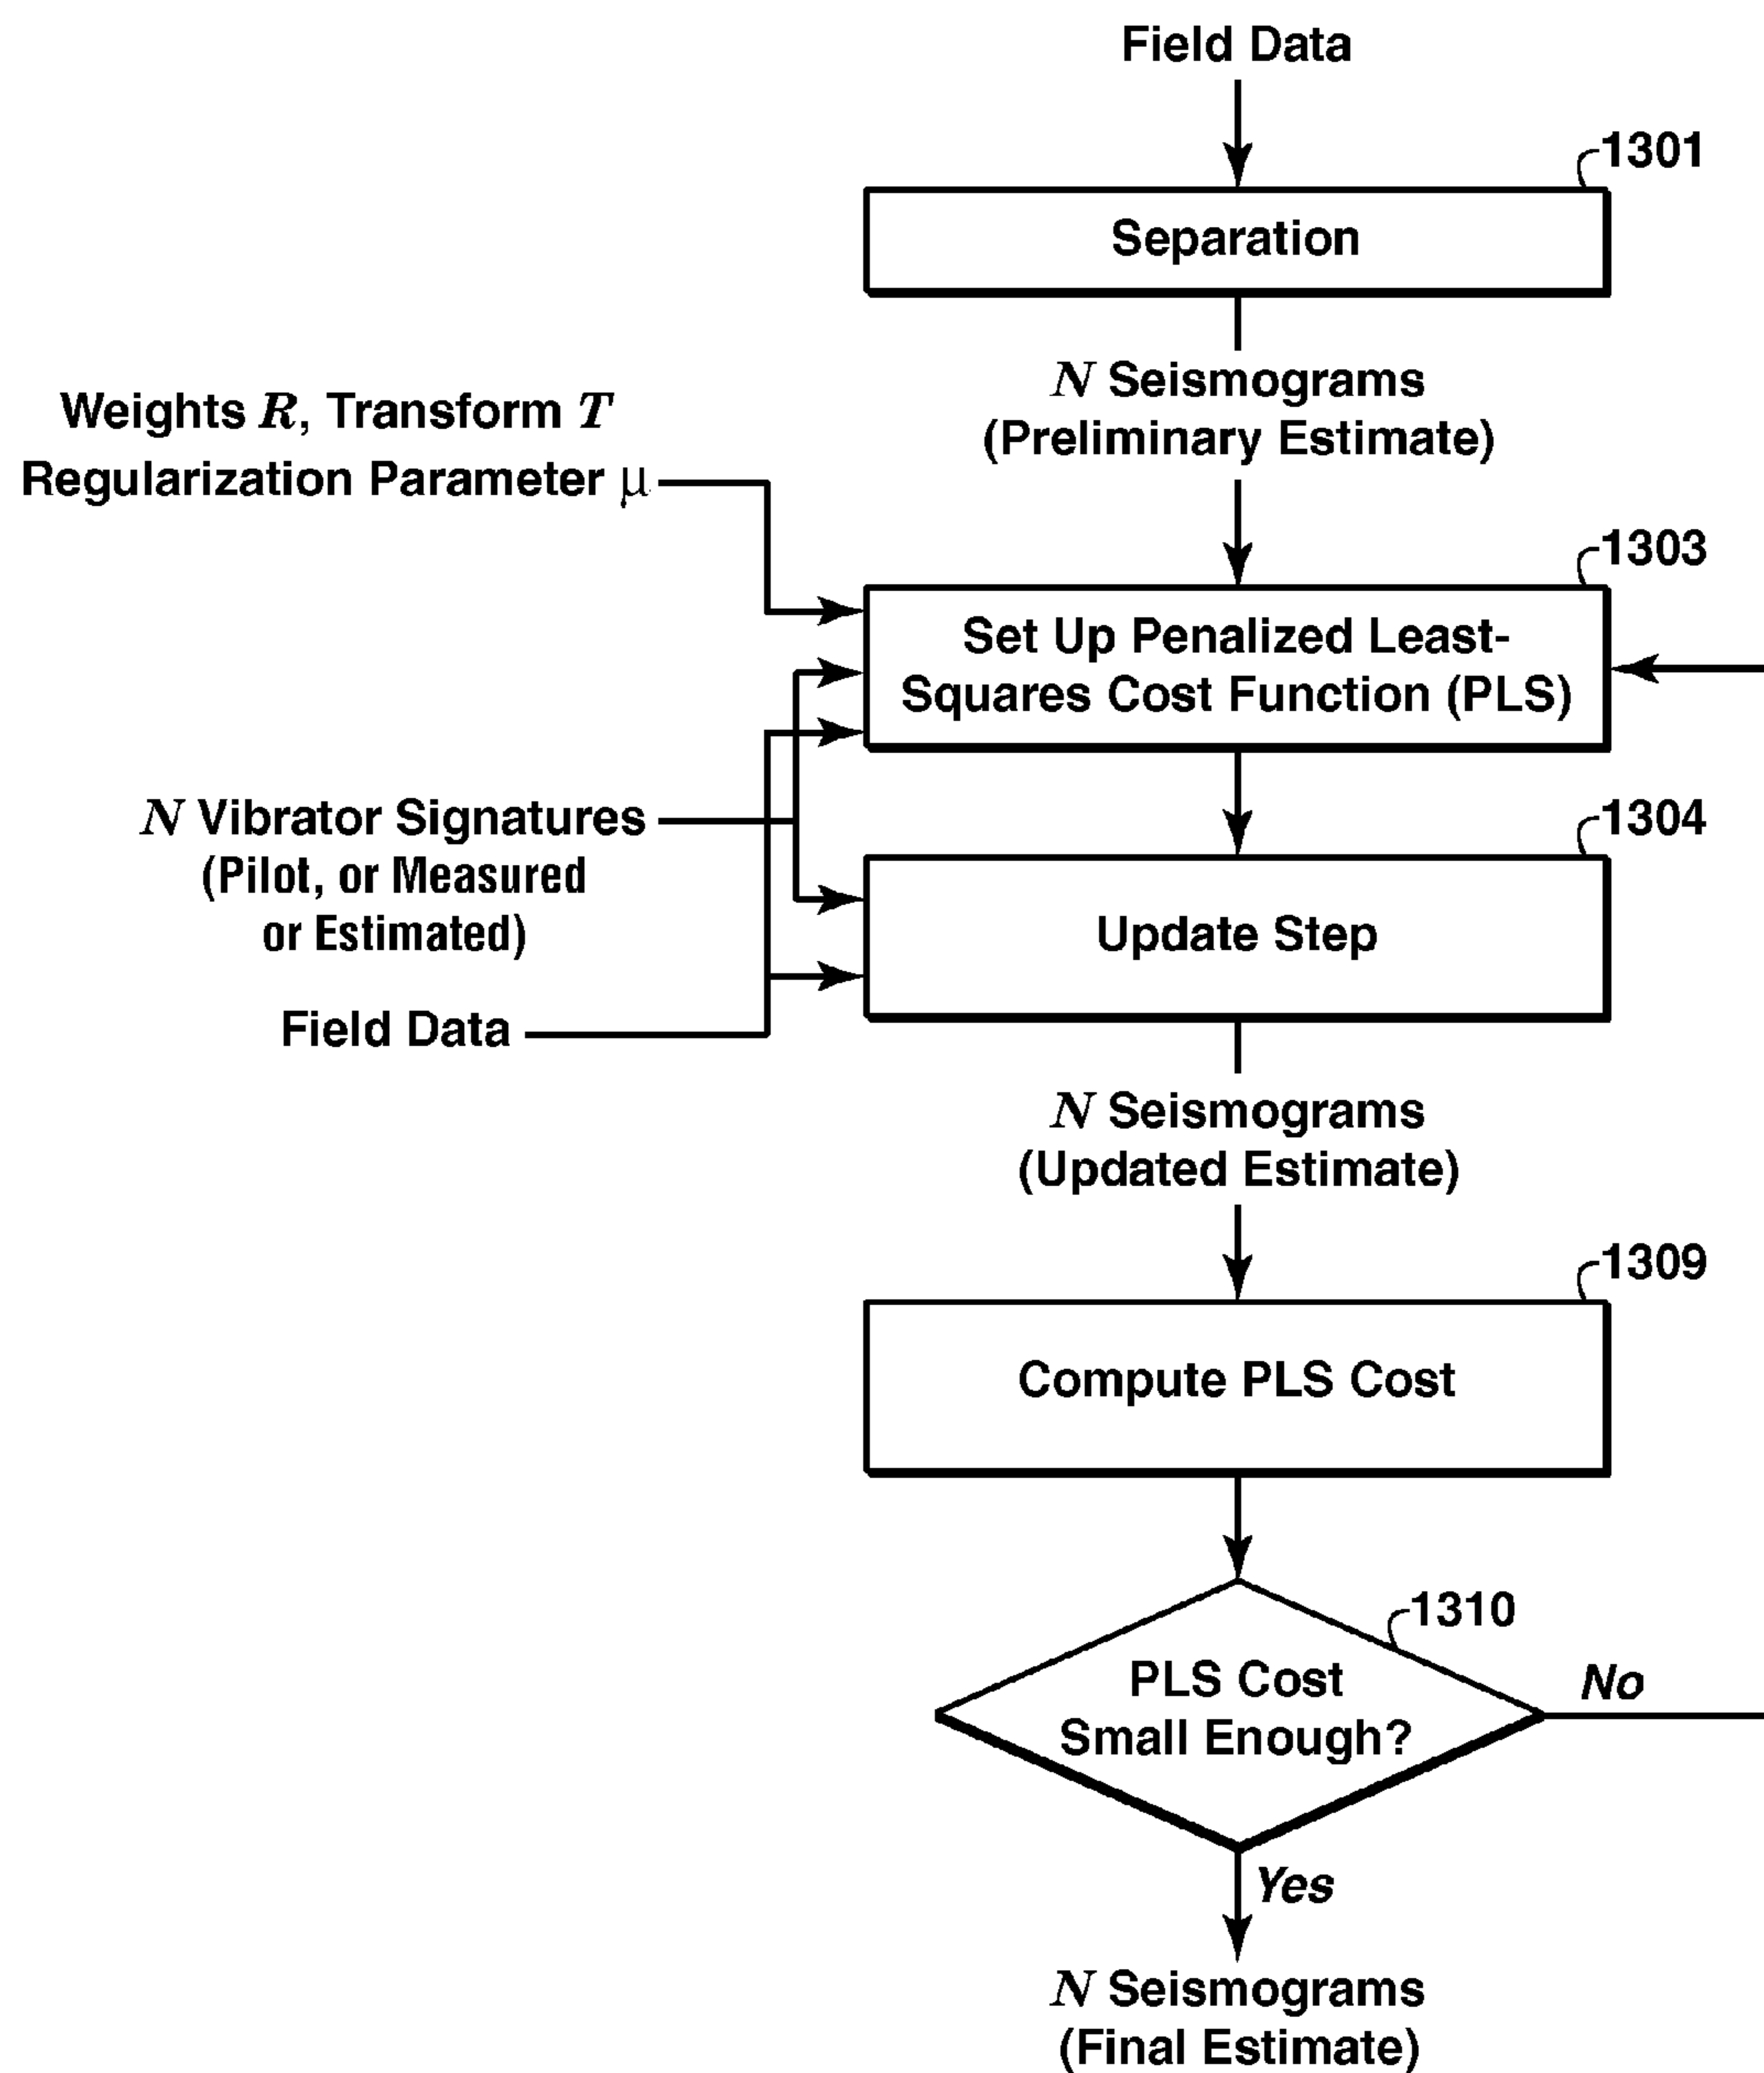 Field Data
1301
Separation
N Seismograms
(Preliminary Estimate)
Weights R, Transform T
Regularization Parameter μ
1303
Set Up Penalized Least-
Squares Cost Function (PLS)
N Vibrator Signatures
(Pilot, or Measured
or Estimated)
1304
Update Step
Field Data
N Seismograms
(Updated Estimate)
1309
Compute PLS Cost
1310
PLS Cost
Small Enough?
No
Yes
N Seismograms
(Final Estimate)